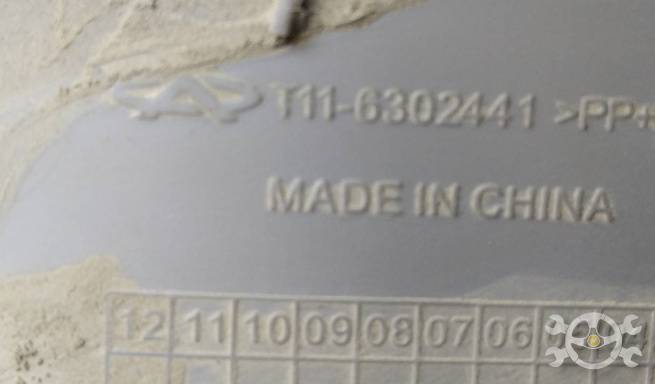 T11-6302441 >PP+
MADE IN CHINA
12 11 10 09 08 07 06